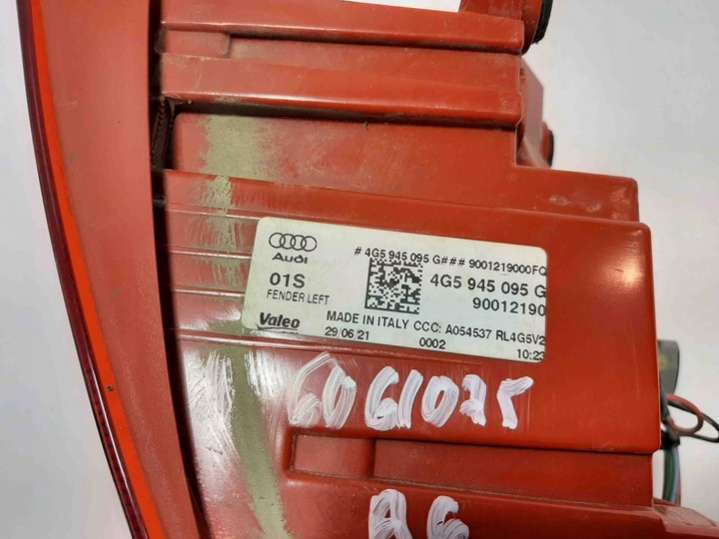 # 4G5 945 095 G### 9001219000FQ
Audi
4G5 945 095 G
01S
90012190
FENDER LEFT
Valeo
MADE IN ITALY CCC: A054537 RL4G5V2
29 06 21 0002 10:23
6061075
A6